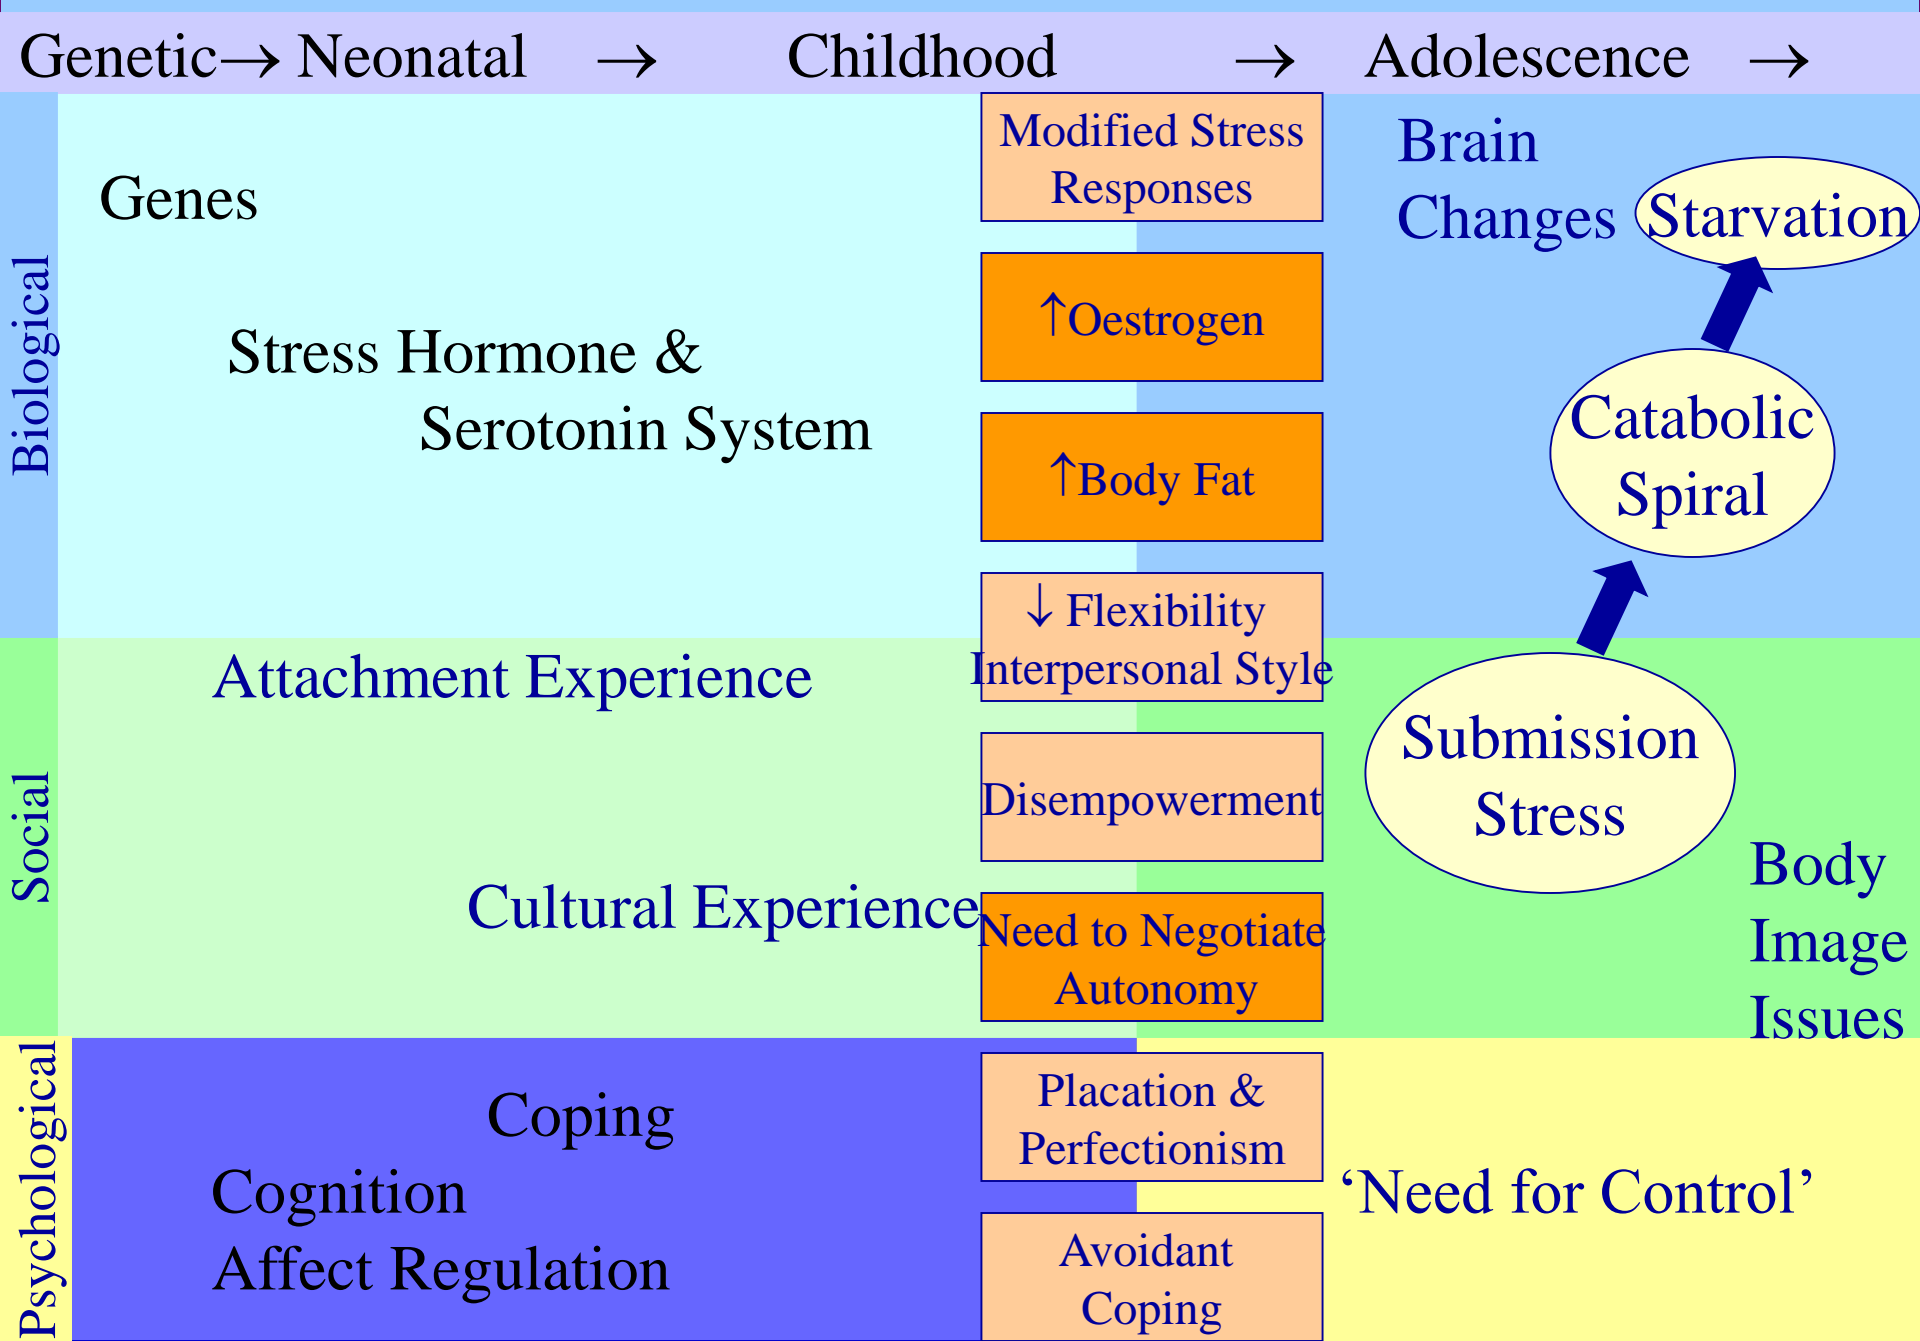 Genetic→ Neonatal → Childhood → Adolescence →
Biological
Genes
Stress Hormone &
Serotonin System
Modified Stress
Responses
↑Oestrogen
↑Body Fat
↓ Flexibility
Interpersonal Style
Brain
Changes
Starvation
Catabolic
Spiral
Social
Attachment Experience
Cultural Experience
Disempowerment
Need to Negotiate
Autonomy
Submission
Stress
Body
Image
Issues
Psychological
Coping
Cognition
Affect Regulation
Placation &
Perfectionism
Avoidant
Coping
‘Need for Control’